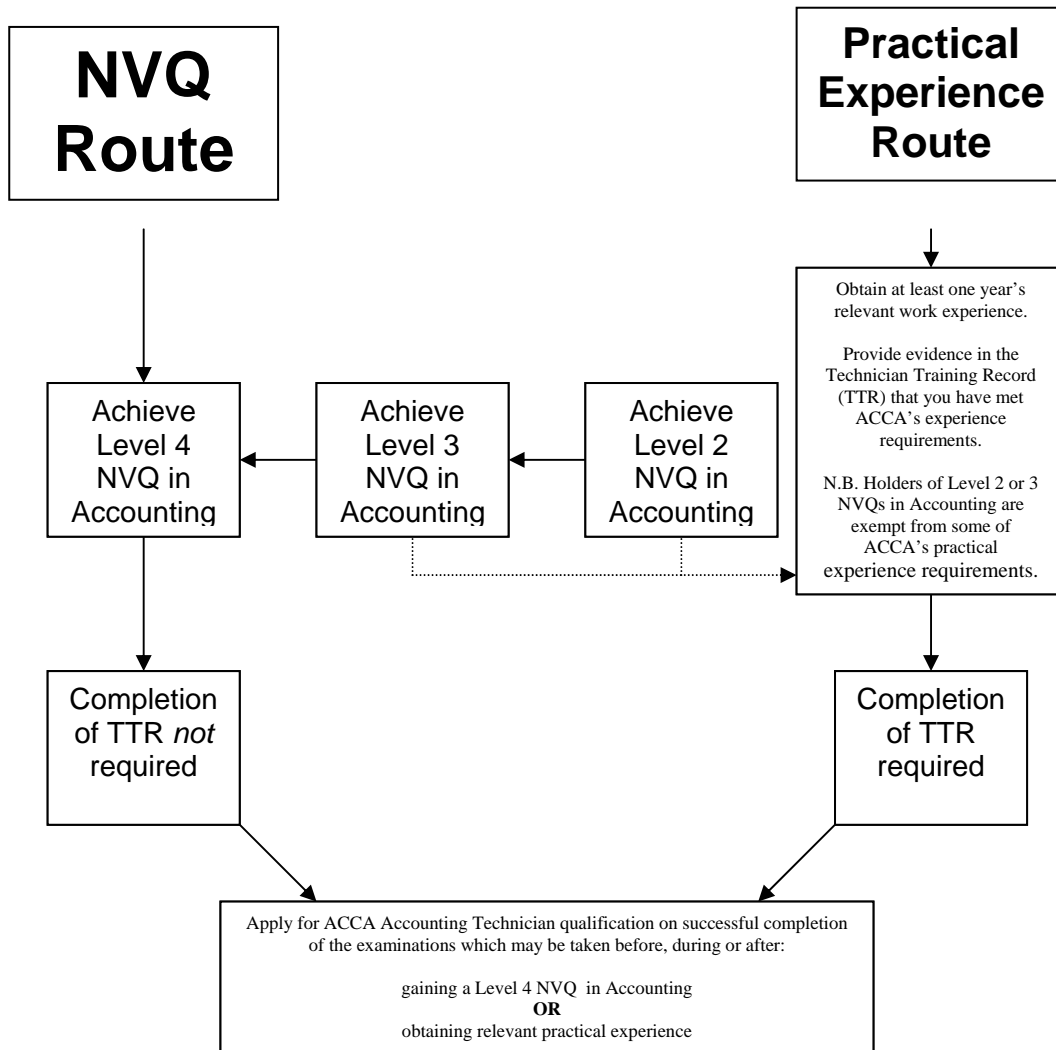 NVQ
Route
Practical
Experience
Route
Obtain at least one year’s
relevant work experience.
Provide evidence in the
Technician Training Record
(TTR) that you have met
ACCA’s experience
requirements.
N.B. Holders of Level 2 or 3
NVQs in Accounting are
exempt from some of
ACCA’s practical
experience requirements.
Achieve
Level 4
NVQ in
Accounting
Achieve
Level 3
NVQ in
Accounting
Achieve
Level 2
NVQ in
Accounting
Completion
of TTR not
required
Completion
of TTR
required
Apply for ACCA Accounting Technician qualification on successful completion
of the examinations which may be taken before, during or after:
gaining a Level 4 NVQ in Accounting
OR
obtaining relevant practical experience